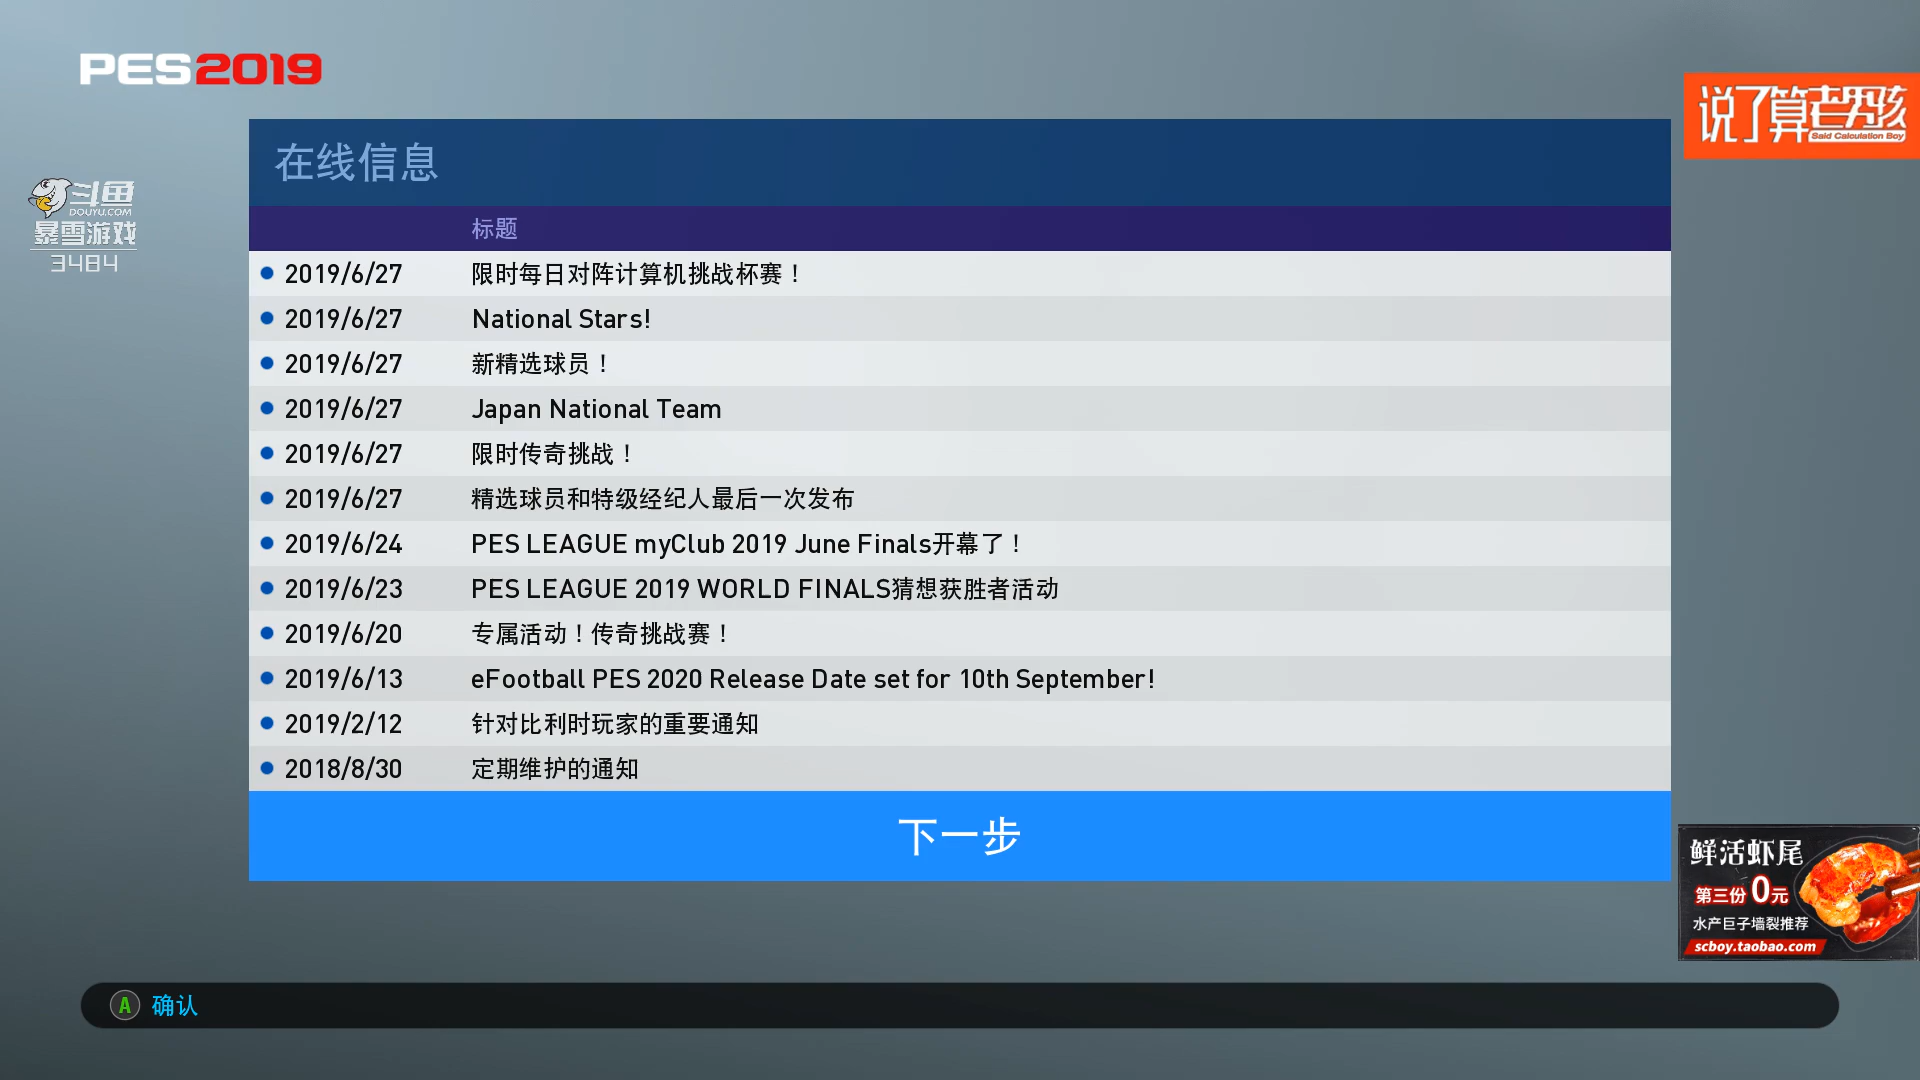 PES2019
说了算老男孩
Said Calculation Boy
在线信息
斗鱼
DOUYU.COM
暴雪游戏
3484
标题
2019/6/27 限时每日对阵计算机挑战杯赛！
2019/6/27 National Stars!
2019/6/27 新精选球员！
2019/6/27 Japan National Team
2019/6/27 限时传奇挑战！
2019/6/27 精选球员和特级经纪人最后一次发布
2019/6/24 PES LEAGUE myClub 2019 June Finals开幕了！
2019/6/23 PES LEAGUE 2019 WORLD FINALS猜想获胜者活动
2019/6/20 专属活动！传奇挑战赛！
2019/6/13 eFootball PES 2020 Release Date set for 10th September!
2019/2/12 针对比利时玩家的重要通知
2018/8/30 定期维护的通知
下一步
鲜活虾尾
第三份0元
水产巨子墙裂推荐
scboy.taobao.com
A 确认